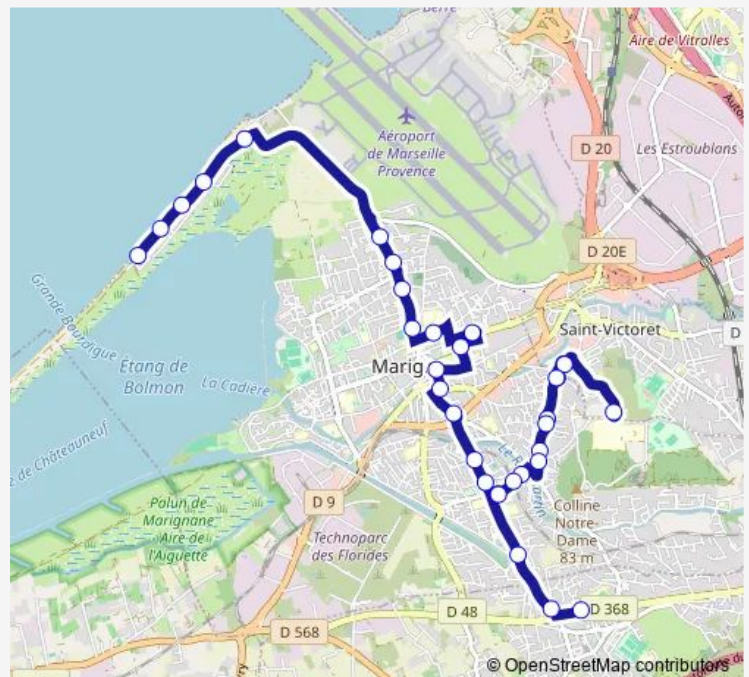 Berre
Aire de Vitrolles
Auto
Aéroport
de Marseille
Provence
D 20
Les Estroublans
D 20E
Grande Bourdigue
Étang de
Bolmon
La Cadière
Saint-Victoret
D
Marig
de Châteauneuf
Palun de
Marignane
Aire de
l'Aiguette
D 9
Technoparc
des Florides
Colline
Notre-
Dame
83 m
D 48
D 368
D 568
© OpenStreetMap contributors